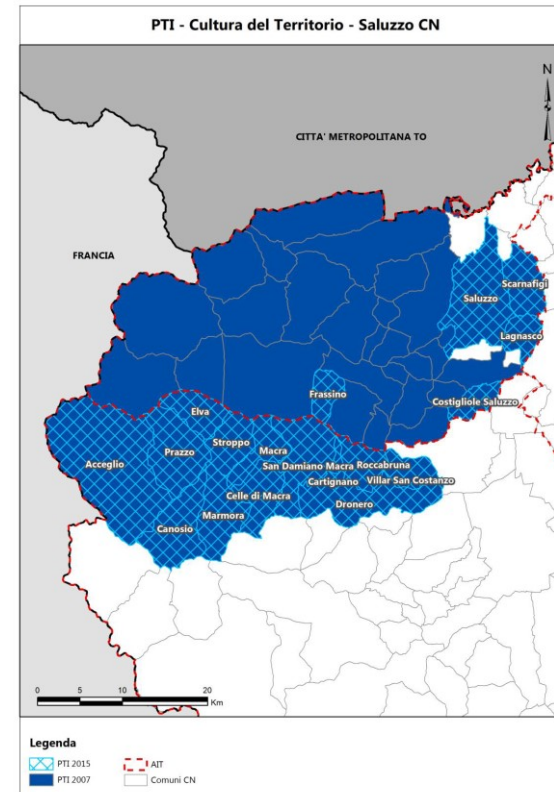 PTI - Cultura del Territorio - Saluzzo CN
N
CITTA' METROPOLITANA TO
FRANCIA
Scarnafigi
Saluzzo
Lagnasco
Frassino
Costigliole Saluzzo
Elva
Stroppo
Prazzo
Macra
Acceglio
San Damiano Macra
Roccabruna
Cartignano
Villar San Costanzo
Celle di Macra
Dronero
Marmora
Canosio
0 5 10 20
Km
Legenda
PTI 2015
AIT
PTI 2007
Comuni CN